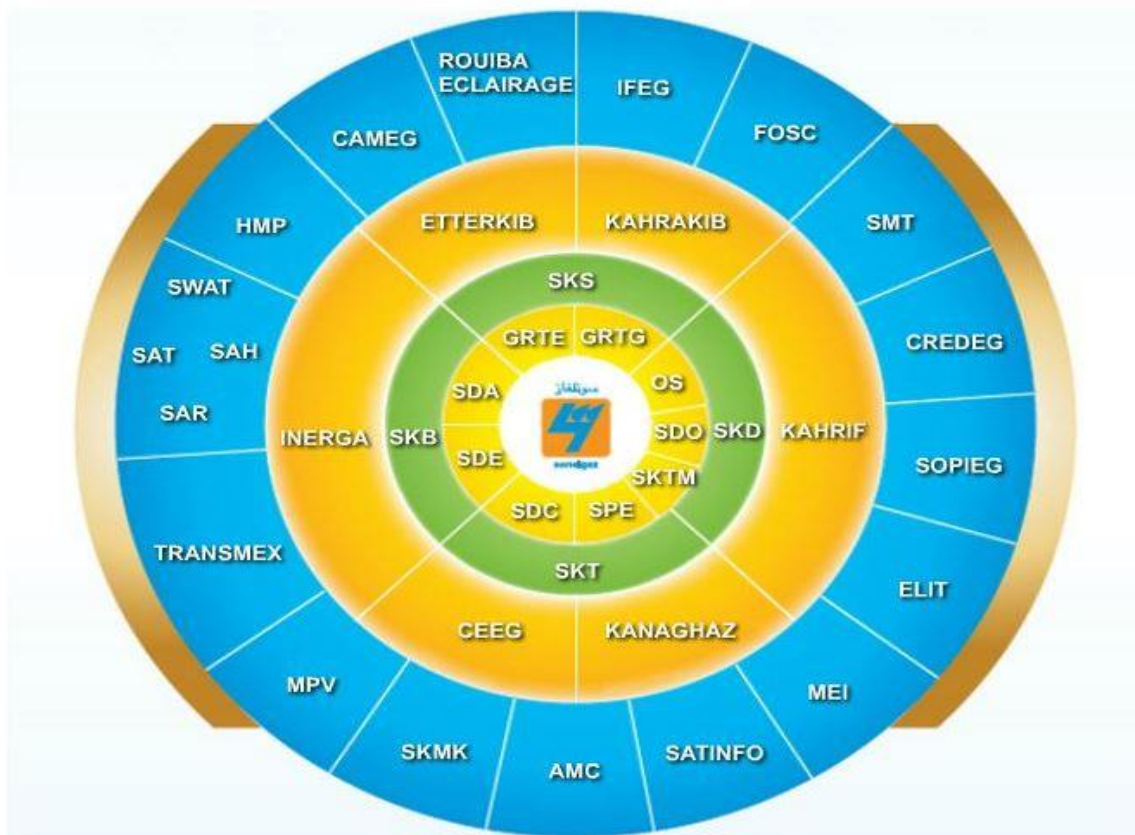 ROUIBA
ECLAIRAGE
IFEG
FOSC
CAMEG
SMT
HMP
ETTERKIB
KAHRAKIB
SWAT
SKS
SAT
SAH
GRTE
GRTG
CREDEG
SAR
SDA
OS
سونلغاز
INERGA
SKB
SDO
SKD
KAHRIF
SDE
sonelgaz
SOPIEG
SKTM
SDC
SPE
TRANSMEX
SKT
ELIT
CEEG
KANAGHAZ
MPV
MEI
SKMK
SATINFO
AMC